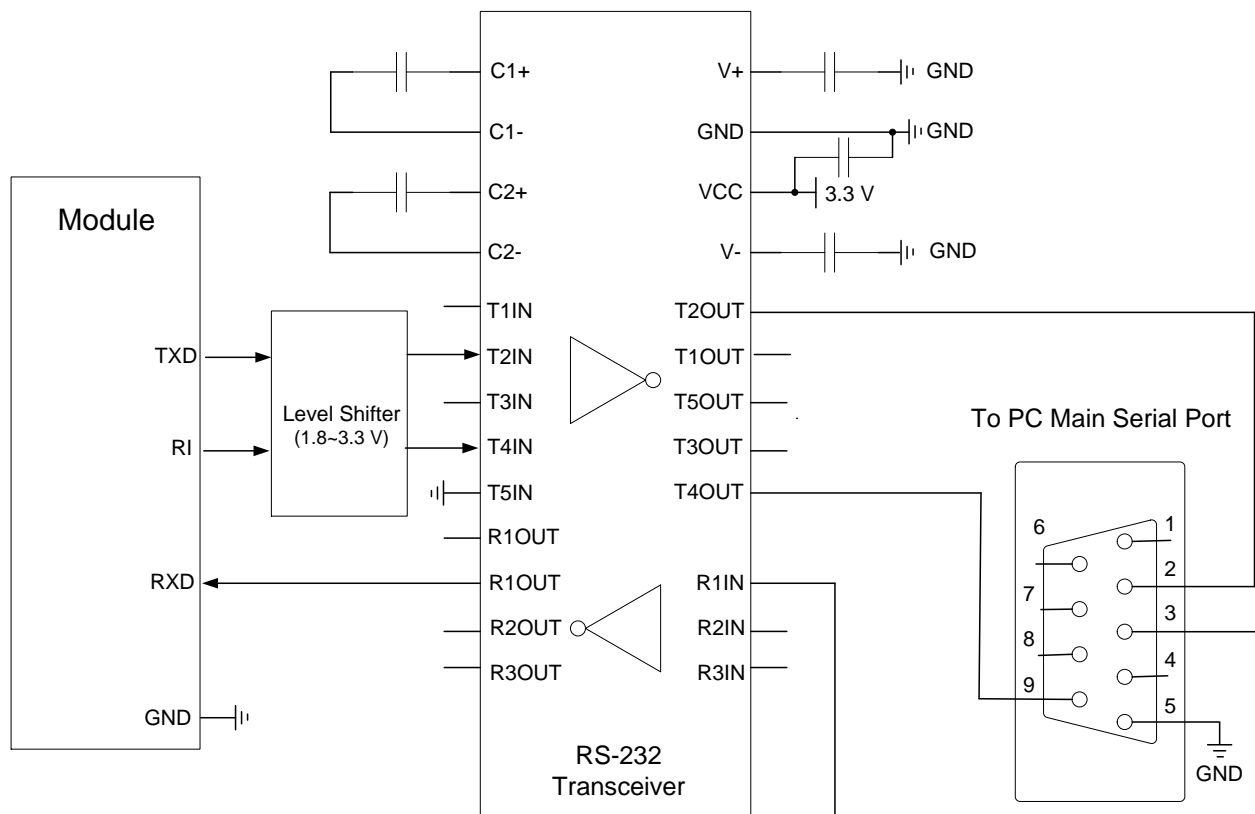 Module
TXD
RI
RXD
GND
Level Shifter
(1.8~3.3 V)
C1+
C1-
C2+
C2-
T1IN
T2IN
T3IN
T4IN
T5IN
R1OUT
R1OUT
R2OUT
R3OUT
V+
GND
VCC
V-
T2OUT
T1OUT
T5OUT
T3OUT
T4OUT
R1IN
R2IN
R3IN
RS-232
Transceiver
GND
GND
3.3 V
GND
To PC Main Serial Port
6
7
8
9
1
2
3
4
5
GND